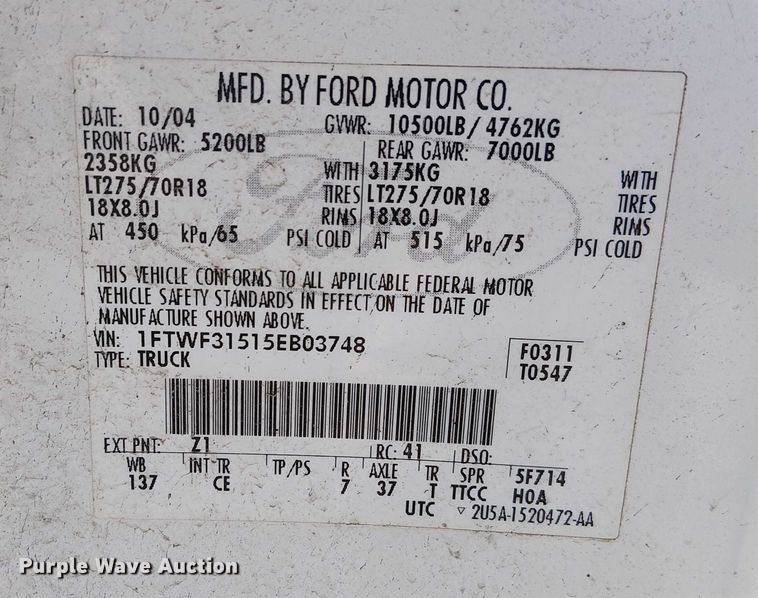 MFD. BY FORD MOTOR CO.
DATE: 10/04 GVWR: 10500LB/ 4762KG
FRONT GAWR: 5200LB REAR GAWR: 7000LB
2358KG WITH 3175KG WITH
LT275/70R18 TIRES LT275/70R18 TIRES
18X8.0J RIMS 18X8.0J RIMS
AT 450 kPa/65 PSI COLD AT 515 kPa/75 PSI COLD
Ford
THIS VEHICLE CONFORMS TO ALL APPLICABLE FEDERAL MOTOR
VEHICLE SAFETY STANDARDS IN EFFECT ON THE DATE OF
MANUFACTURE SHOWN ABOVE.
VIN: 1FTWF31515EB03748 F0311
TYPE: TRUCK T0547
EXT PNT: Z1 RC: 41 DSO:
WB INT TR TP/PS R AXLE TR SPR 5F714
137 CE 7 37 T TTCC H0A
UTC ▽ 2U5A-1520472-AA
Purple Wave Auction